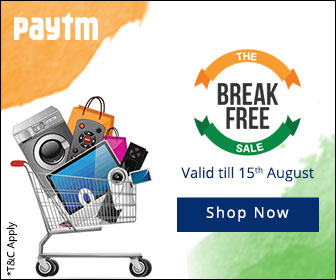 paytm
THE
BREAK
FREE
SALE
Valid till 15th August
Shop Now
*T&C Apply